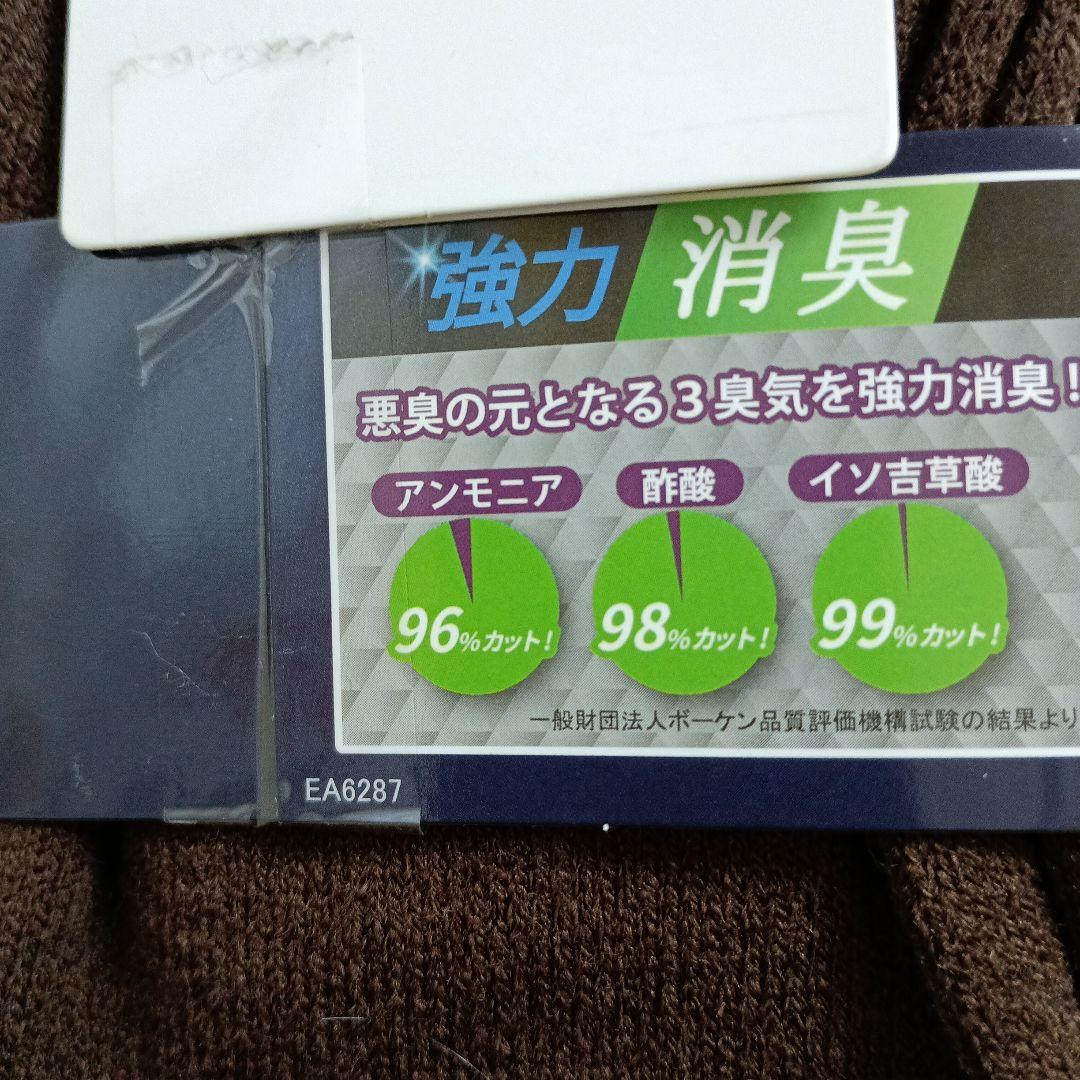 強力 消臭
悪臭の元となる3臭気を強力消臭!
アンモニア 酢酸 イソ吉草酸
96%カット! 98%カット! 99%カット!
一般財団法人ボーケン品質評価機構試験の結果より
EA6287